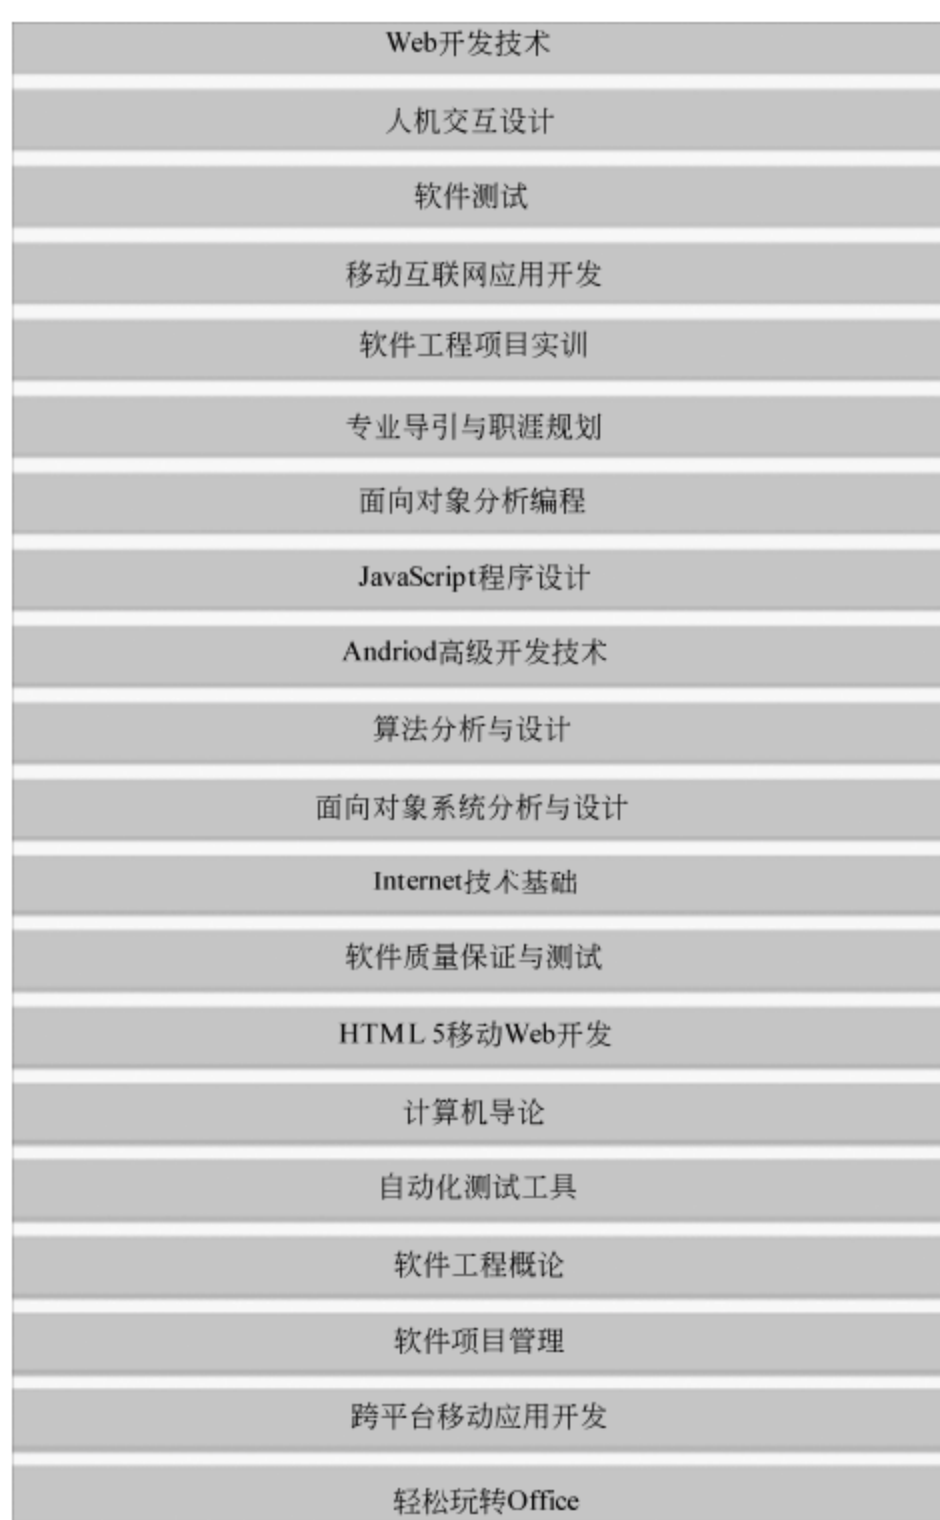 Web开发技术
人机交互设计
软件测试
移动互联网应用开发
软件工程项目实训
专业导引与职涯规划
面向对象分析编程
JavaScript程序设计
Andriod高级开发技术
算法分析与设计
面向对象系统分析与设计
Internet技术基础
软件质量保证与测试
HTML 5移动Web开发
计算机导论
自动化测试工具
软件工程概论
软件项目管理
跨平台移动应用开发
轻松玩转Office